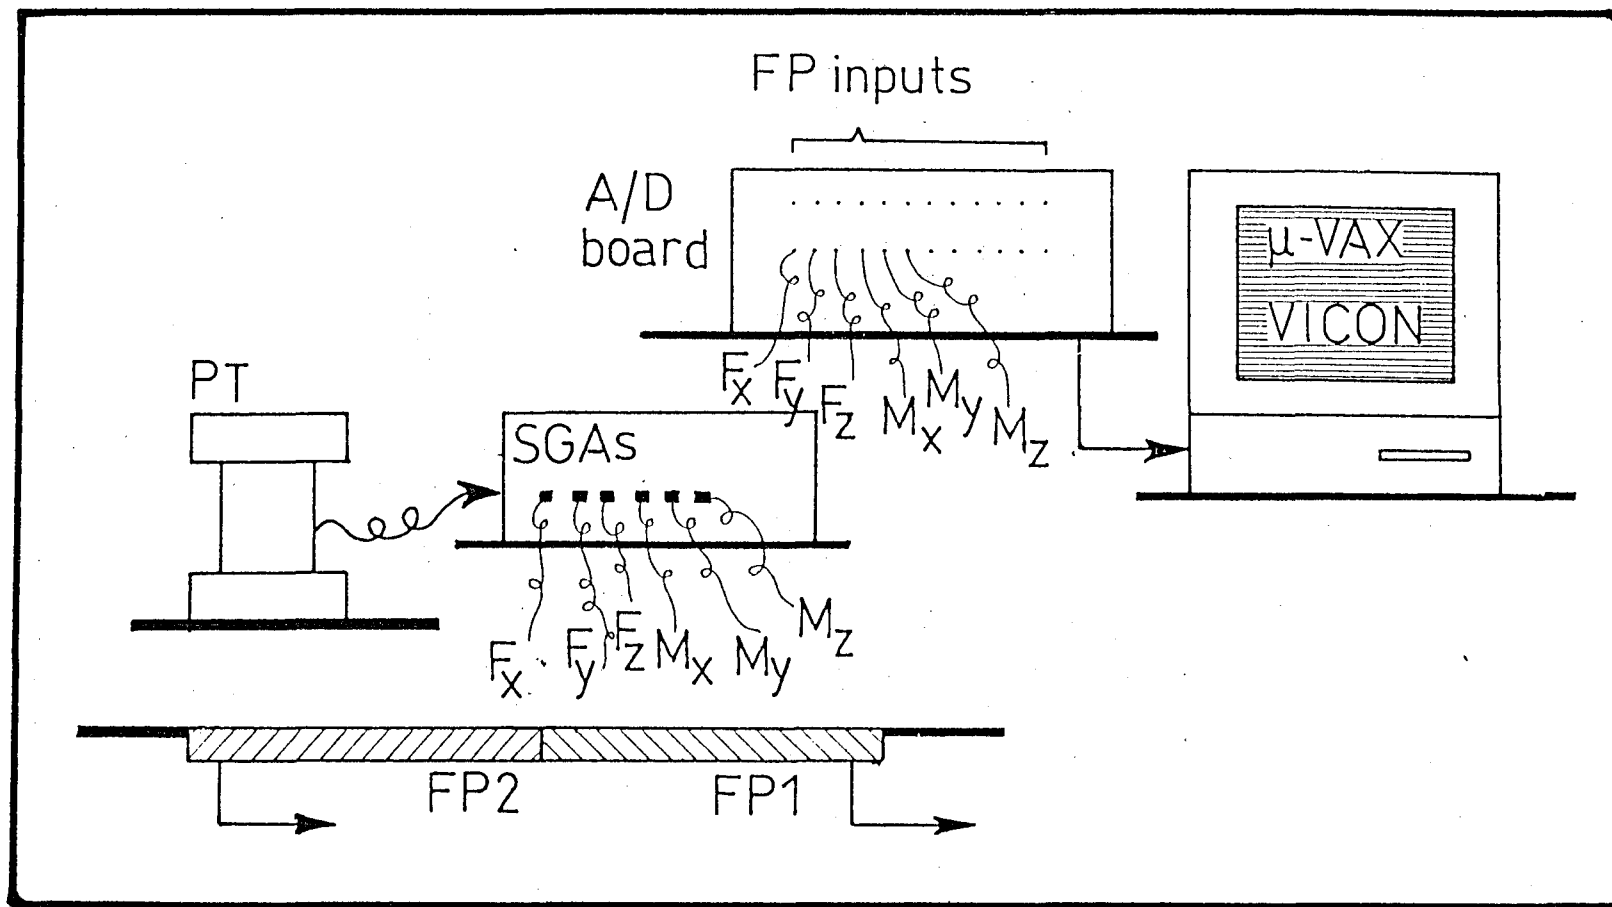 FP inputs
A/D
board
μ-VAX
VICON
Fx Fy Fz Mx My Mz
PT
SGAs
Fx Fy Fz Mx My Mz
FP2 FP1